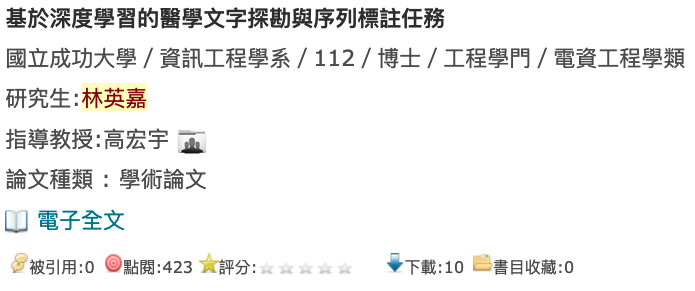 基於深度學習的醫學文字探勘與序列標註任務
國立成功大學 / 資訊工程學系 / 112 / 博士 / 工程學門 / 電資工程學類
研究生:林英嘉
指導教授:高宏宇
論文種類 : 學術論文
電子全文
被引用:0 點閱:423 評分: 下載:10 書目收藏:0